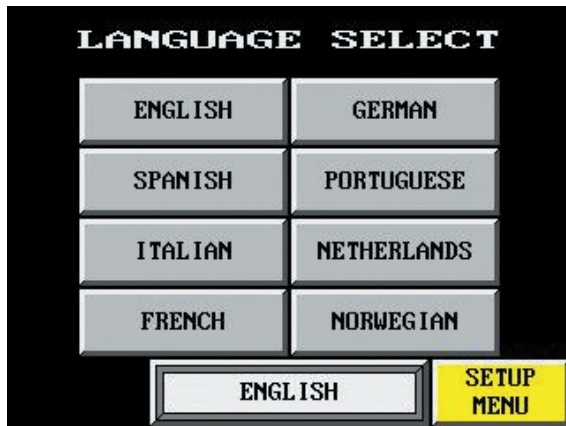 LANGUAGE SELECT
ENGLISH GERMAN
SPANISH PORTUGUESE
ITALIAN NETHERLANDS
FRENCH NORWEGIAN
ENGLISH
SETUP
MENU